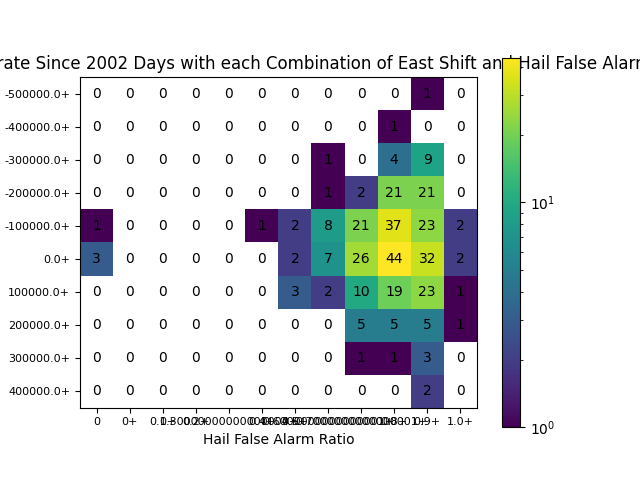 rate Since 2002 Days with each Combination of East Shift and Hail False Alarm
-500000.0+ 0 0 0 0 0 0 0 0 0 0 1 0
-400000.0+ 0 0 0 0 0 0 0 0 0 1 0 0
-300000.0+ 0 0 0 0 0 0 0 1 0 4 9 0
-200000.0+ 0 0 0 0 0 0 0 1 2 21 21 0
-100000.0+ 1 0 0 0 0 1 2 8 21 37 23 2
0.0+ 3 0 0 0 0 0 2 7 26 44 32 2
100000.0+ 0 0 0 0 0 0 3 2 10 19 23 1
200000.0+ 0 0 0 0 0 0 0 0 5 5 5 1
300000.0+ 0 0 0 0 0 0 0 0 1 1 3 0
400000.0+ 0 0 0 0 0 0 0 0 0 0 2 0
0 0+ 1.0+
Hail False Alarm Ratio
10¹
10⁰